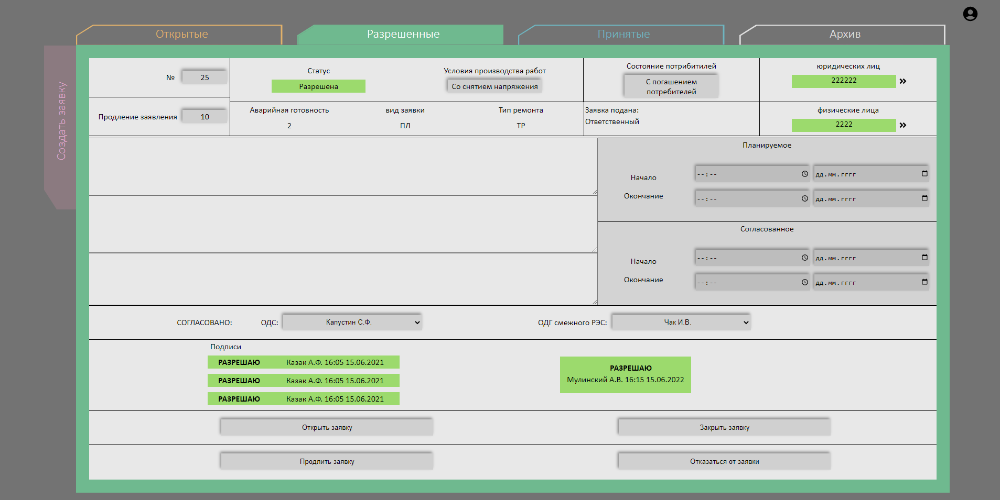 Открытые
Разрешенные
Принятые
Архив
Создать заявку
№
25
Статус
Разрешена
Условия производства работ
Со снятием напряжения
Состояние потрибитилей
С погашением
потребителей
юридических лиц
222222
Продление заявления
10
Аварийная готовность
2
вид заявки
ПЛ
Тип ремонта
ТР
Заявка подана:
Ответственный
физические лица
2222
Планируемое
Начало
--:--
дд.мм.гггг
Окончание
--:--
дд.мм.гггг
Согласованное
Начало
--:--
дд.мм.гггг
Окончание
--:--
дд.мм.гггг
СОГЛАСОВАНО:
ОДС:
Капустин С.Ф.
ОДГ смежного РЭС:
Чак И.В.
Подписи
РАЗРЕШАЮ Казак А.Ф. 16:05 15.06.2021
РАЗРЕШАЮ Казак А.Ф. 16:05 15.06.2021
РАЗРЕШАЮ Казак А.Ф. 16:05 15.06.2021
РАЗРЕШАЮ
Мулинский А.В. 16:15 15.06.2022
Открыть заявку
Закрыть заявку
Продлить заявку
Отказаться от заявки